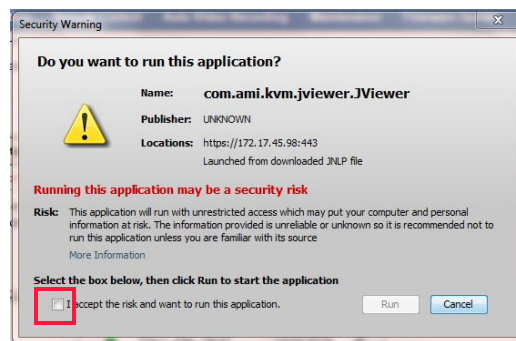 Security Warning
Do you want to run this application?
Name: com.ami.kvm.jviewer.JViewer
Publisher: UNKNOWN
Locations: https://172.17.45.98:443
Launched from downloaded JNLP file
Running this application may be a security risk
Risk: This application will run with unrestricted access which may put your computer and personal
information at risk. The information provided is unreliable or unknown so it is recommended not to
run this application unless you are familiar with its source
More Information
Select the box below, then click Run to start the application
I accept the risk and want to run this application. Run Cancel